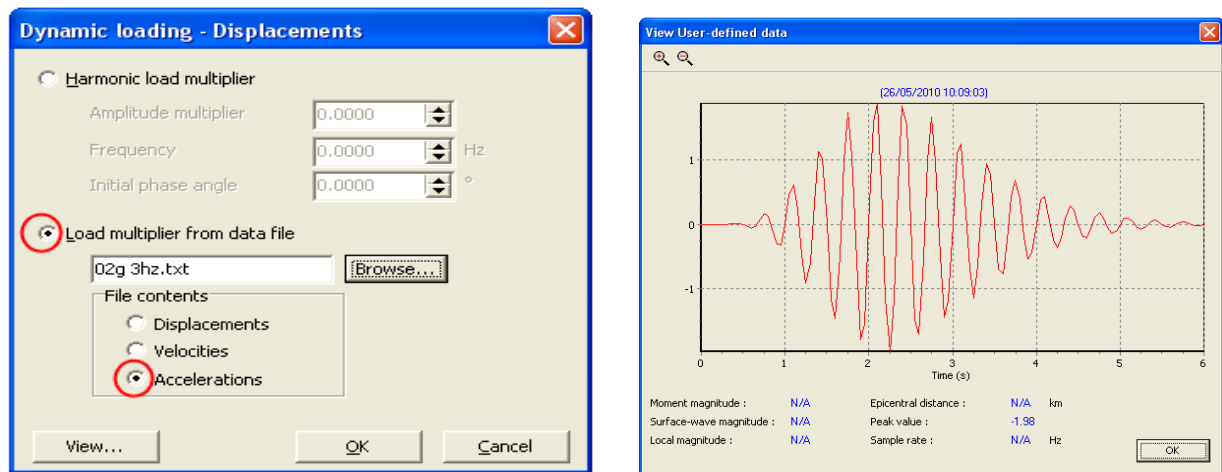 Dynamic loading - Displacements
Harmonic load multiplier
Amplitude multiplier 0.0000
Frequency 0.0000 Hz
Initial phase angle 0.0000 °
Load multiplier from data file
02g 3hz.txt Browse...
File contents
Displacements
Velocities
Accelerations
View... OK Cancel
View User-defined data
(26/05/2010 10:09:03)
1
0
-1
0 1 2 3 4 5 6
Time (s)
Moment magnitude : N/A Epicentral distance : N/A km
Surface-wave magnitude : N/A Peak value : -1.98
Local magnitude : N/A Sample rate : N/A Hz
OK